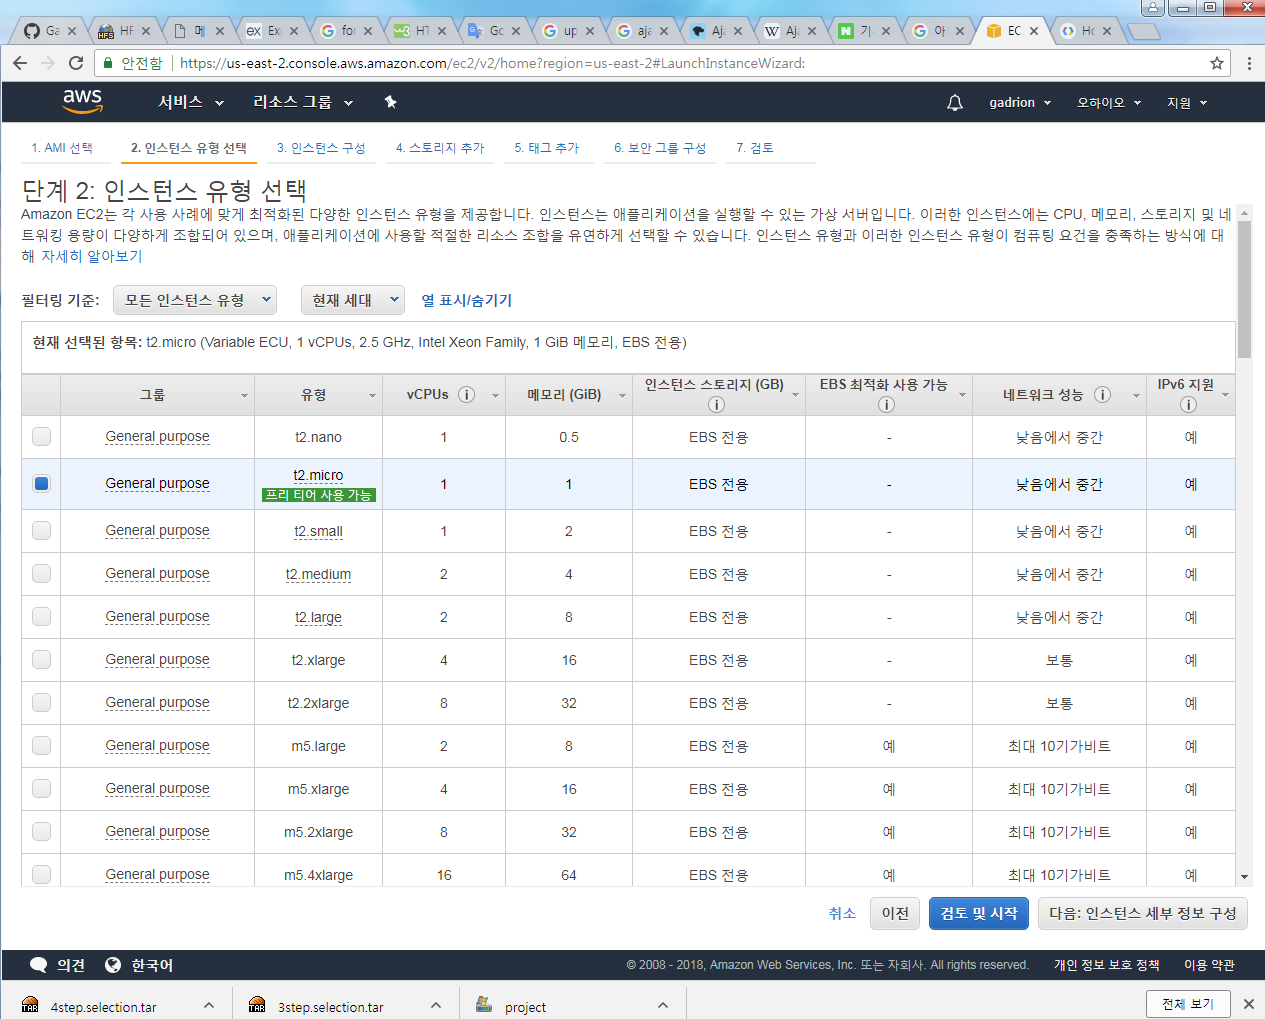 Ga
HFS HF
메
ex Exp
for
w3 HT
Go
up
aja
Aja
W Aja
N 기
아
EC
Ho
안전함 https://us-east-2.console.aws.amazon.com/ec2/v2/home?region=us-east-2#LaunchInstanceWizard:
aws 서비스 리소스 그룹 gadrion 오하이오 지원
1. AMI 선택 2. 인스턴스 유형 선택 3. 인스턴스 구성 4. 스토리지 추가 5. 태그 추가 6. 보안 그룹 구성 7. 검토
단계 2: 인스턴스 유형 선택
Amazon EC2는 각 사용 사례에 맞게 최적화된 다양한 인스턴스 유형을 제공합니다. 인스턴스는 애플리케이션을 실행할 수 있는 가상 서버입니다. 이러한 인스턴스에는 CPU, 메모리, 스토리지 및 네
트워킹 용량이 다양하게 조합되어 있으며, 애플리케이션에 사용할 적절한 리소스 조합을 유연하게 선택할 수 있습니다. 인스턴스 유형과 이러한 인스턴스 유형이 컴퓨팅 요건을 충족하는 방식에 대
해 자세히 알아보기
필터링 기준: 모든 인스턴스 유형 현재 세대 열 표시/숨기기
현재 선택된 항목: t2.micro (Variable ECU, 1 vCPUs, 2.5 GHz, Intel Xeon Family, 1 GiB 메모리, EBS 전용)
그룹 유형 vCPUs 메모리 (GiB) 인스턴스 스토리지 (GB) EBS 최적화 사용 가능 네트워크 성능 IPv6 지원
General purpose t2.nano 1 0.5 EBS 전용 - 낮음에서 중간 예
General purpose t2.micro 프리 티어 사용 가능 1 1 EBS 전용 - 낮음에서 중간 예
General purpose t2.small 1 2 EBS 전용 - 낮음에서 중간 예
General purpose t2.medium 2 4 EBS 전용 - 낮음에서 중간 예
General purpose t2.large 2 8 EBS 전용 - 낮음에서 중간 예
General purpose t2.xlarge 4 16 EBS 전용 - 보통 예
General purpose t2.2xlarge 8 32 EBS 전용 - 보통 예
General purpose m5.large 2 8 EBS 전용 예 최대 10기가비트 예
General purpose m5.xlarge 4 16 EBS 전용 예 최대 10기가비트 예
General purpose m5.2xlarge 8 32 EBS 전용 예 최대 10기가비트 예
General purpose m5.4xlarge 16 64 EBS 전용 예 최대 10기가비트 예
취소 이전 검토 및 시작 다음: 인스턴스 세부 정보 구성
의견 한국어 © 2008 - 2018, Amazon Web Services, Inc. 또는 자회사. All rights reserved. 개인 정보 보호 정책 이용 약관
TAR 4step.selection.tar TAR 3step.selection.tar project 전체 보기